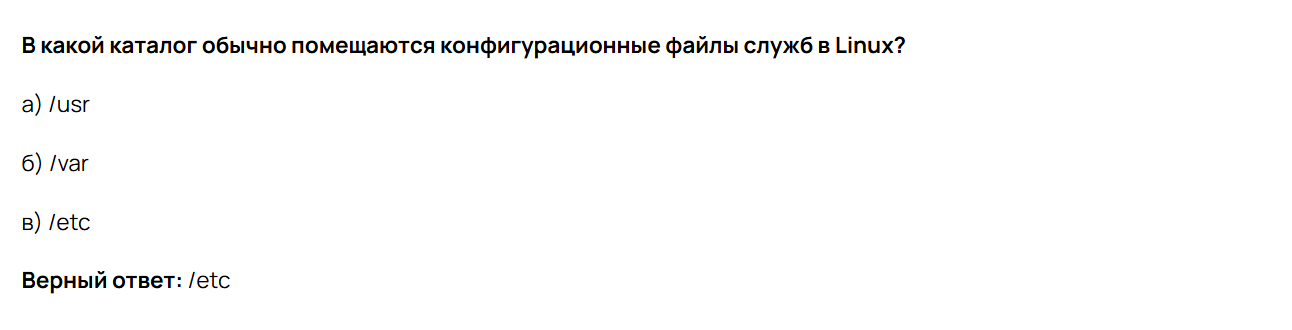 В какой каталог обычно помещаются конфигурационные файлы служб в Linux?
а) /usr
б) /var
в) /etc
Верный ответ: /etc